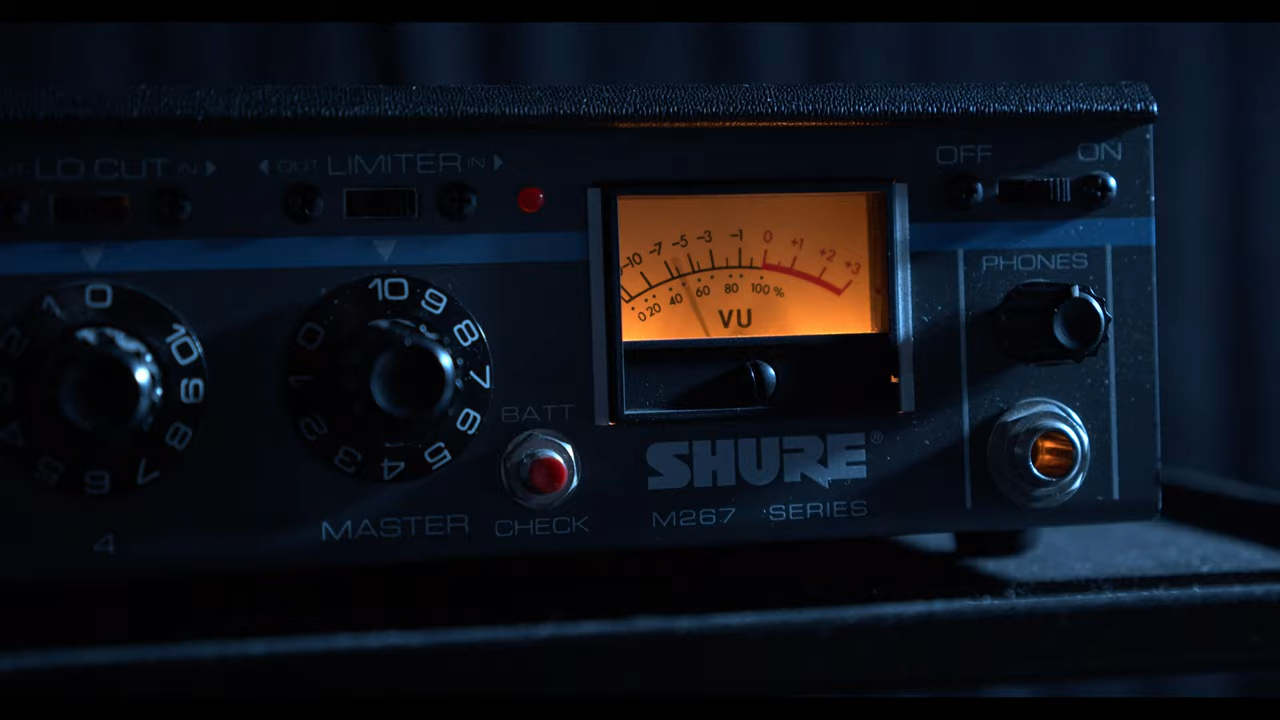 LO CUT IN
OUT LIMITER IN
OFF ON
-10 -7 -5 -3 -1 0 +1 +2 +3
0 20 40 60 80 100 %
VU
PHONES
1 0 10 9 8 7 6 5
0 10 9 8 7 6 5 4 3 2 1
BATT
CHECK
SHURE®
M267 SERIES
MASTER
4